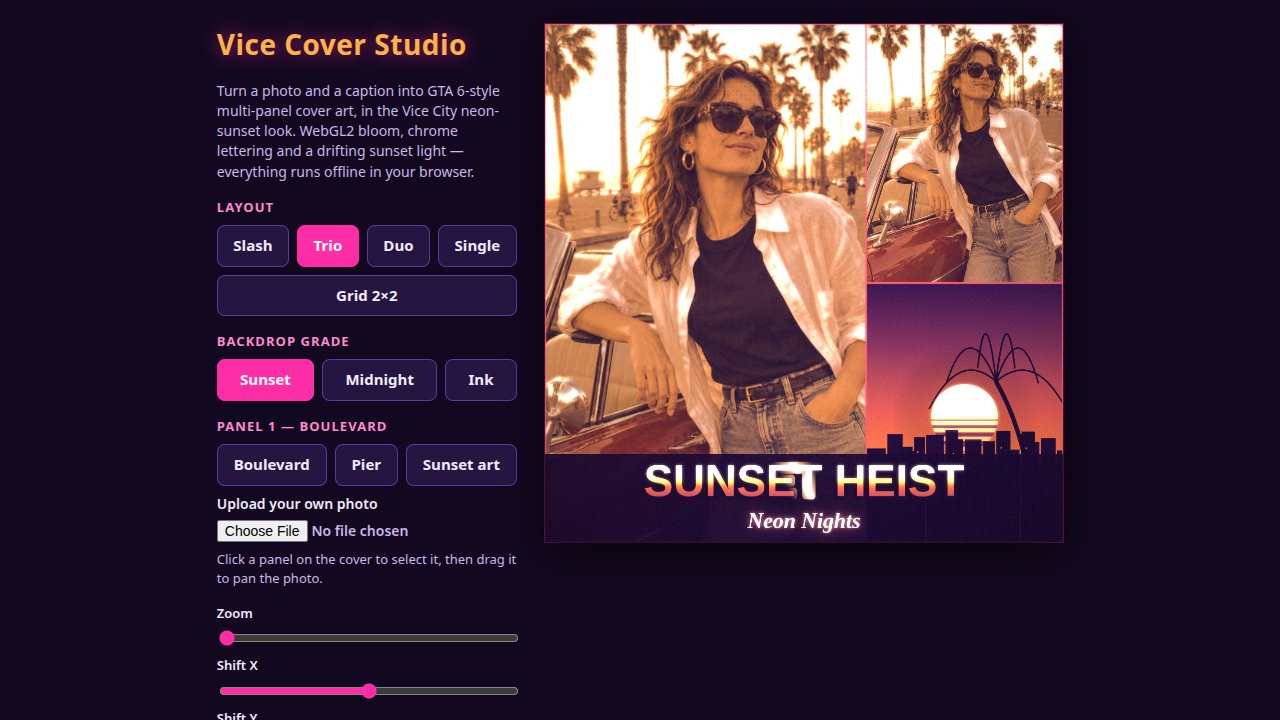 Vice Cover Studio
Turn a photo and a caption into GTA 6-style
multi-panel cover art, in the Vice City neon-
sunset look. WebGL2 bloom, chrome
lettering and a drifting sunset light —
everything runs offline in your browser.
LAYOUT
Slash
Trio
Duo
Single
Grid 2×2
BACKDROP GRADE
Sunset
Midnight
Ink
PANEL 1 — BOULEVARD
Boulevard
Pier
Sunset art
Upload your own photo
Choose File No file chosen
Click a panel on the cover to select it, then drag it
to pan the photo.
Zoom
Shift X
Shift Y
SUNSET HEIST
Neon Nights